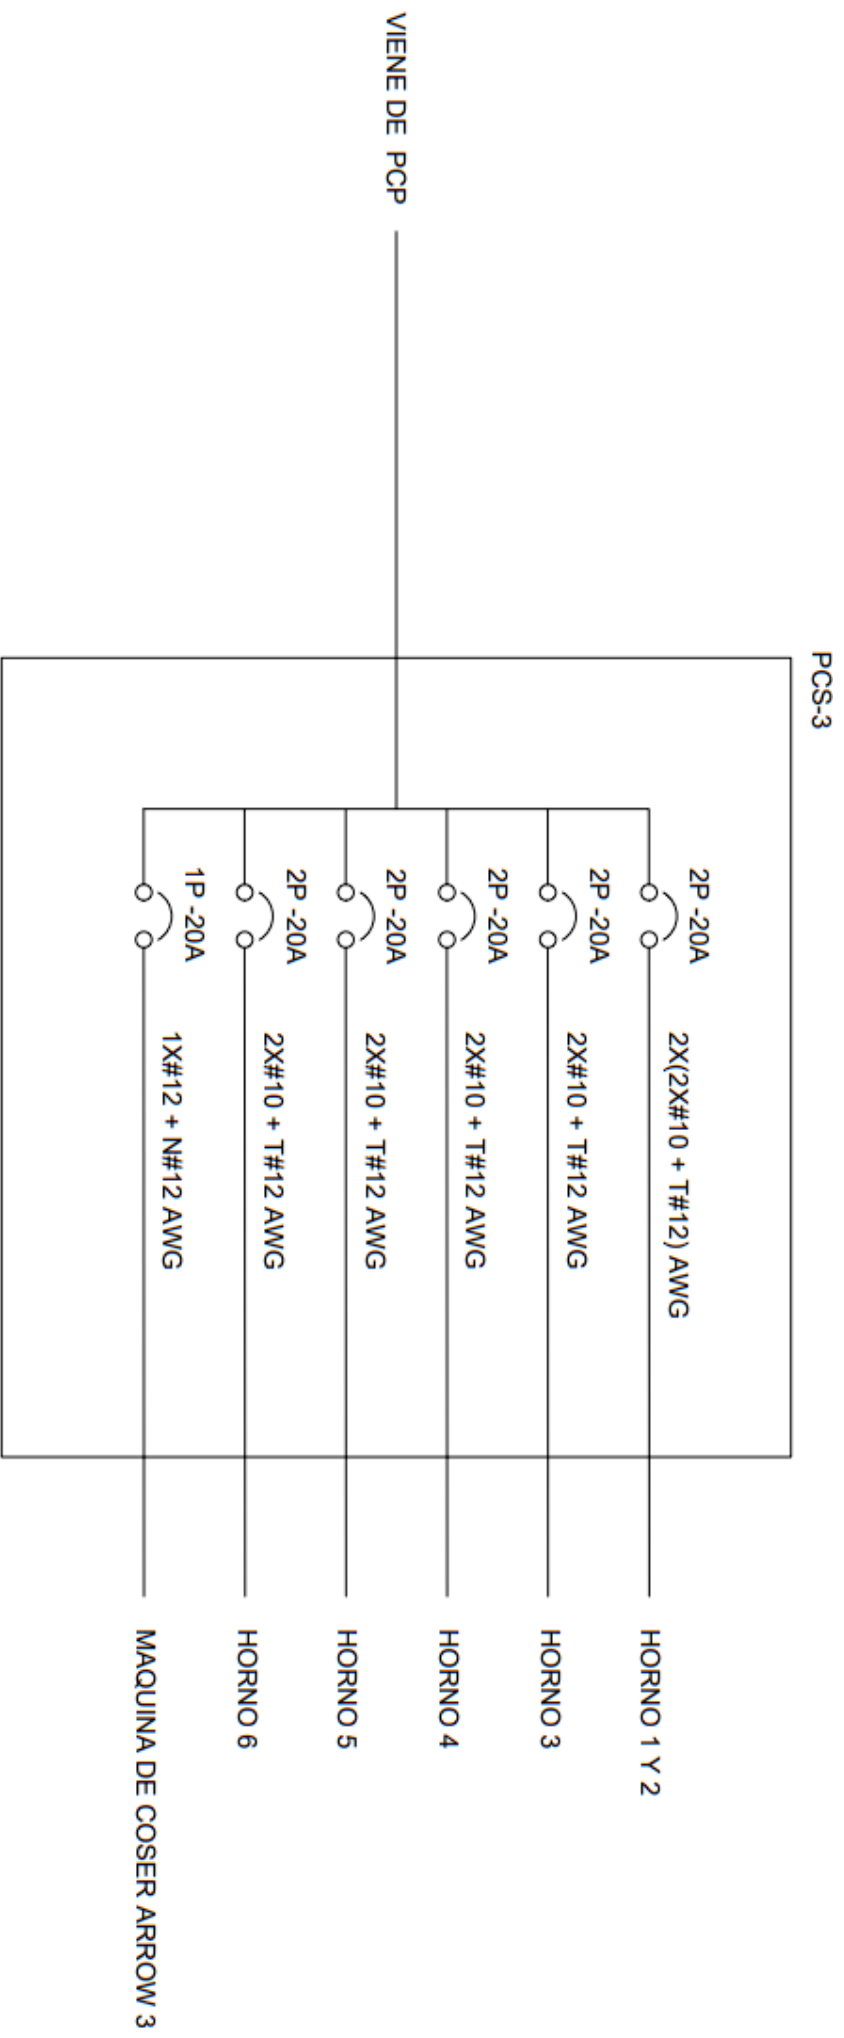 PCS-3
VIENE DE PCP
2P -20A
2X(2X#10 + T#12) AWG
HORNO 1 Y 2
2P -20A
2X#10 + T#12 AWG
HORNO 3
2P -20A
2X#10 + T#12 AWG
HORNO 4
2P -20A
2X#10 + T#12 AWG
HORNO 5
2P -20A
2X#10 + T#12 AWG
HORNO 6
1P -20A
1X#12 + N#12 AWG
MAQUINA DE COSER ARROW 3